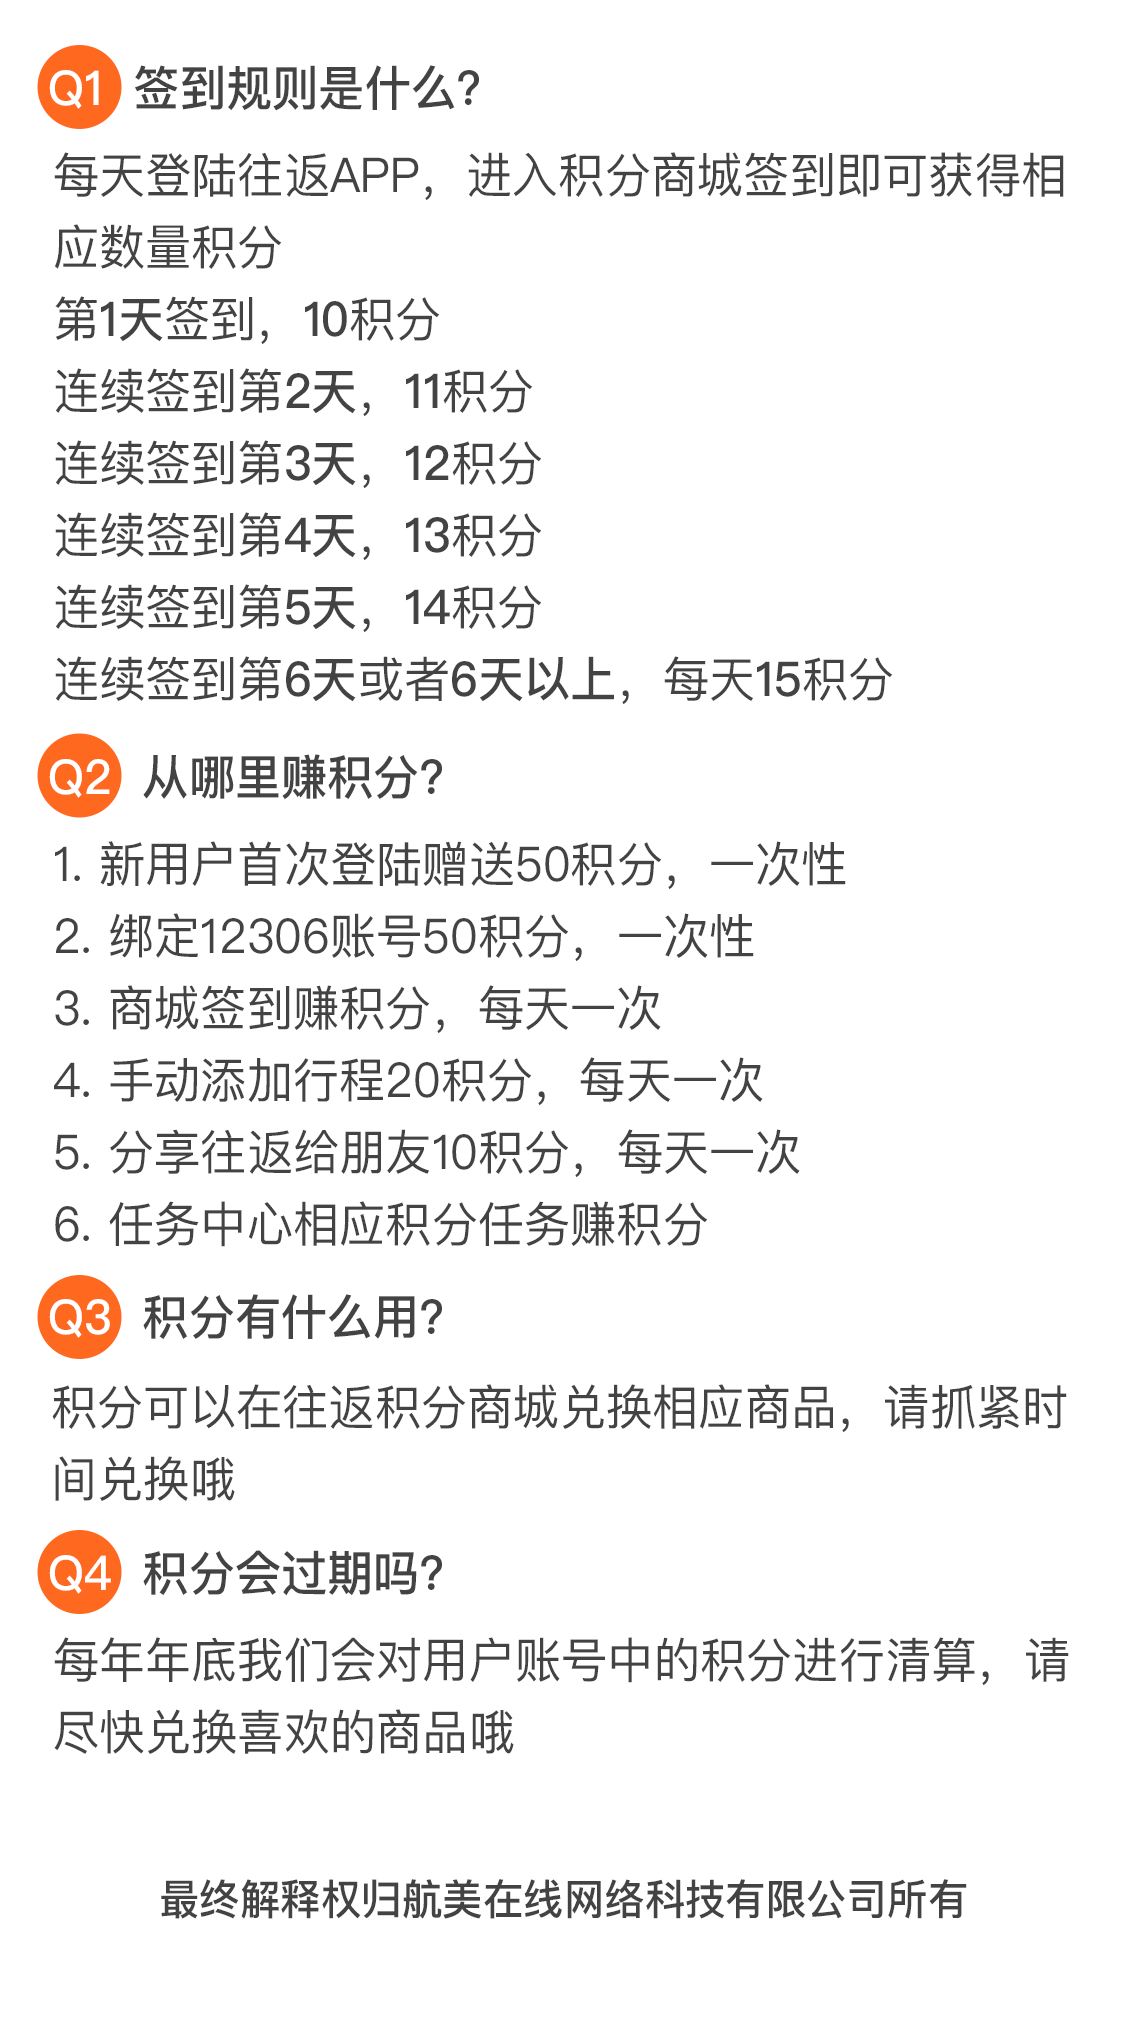 Q1 签到规则是什么?
每天登陆往返APP，进入积分商城签到即可获得相
应数量积分
第1天签到，10积分
连续签到第2天，11积分
连续签到第3天，12积分
连续签到第4天，13积分
连续签到第5天，14积分
连续签到第6天或者6天以上，每天15积分
Q2 从哪里赚积分?
1. 新用户首次登陆赠送50积分，一次性
2. 绑定12306账号50积分，一次性
3. 商城签到赚积分，每天一次
4. 手动添加行程20积分，每天一次
5. 分享往返给朋友10积分，每天一次
6. 任务中心相应积分任务赚积分
Q3 积分有什么用?
积分可以在往返积分商城兑换相应商品，请抓紧时
间兑换哦
Q4 积分会过期吗?
每年年底我们会对用户账号中的积分进行清算，请
尽快兑换喜欢的商品哦
最终解释权归航美在线网络科技有限公司所有